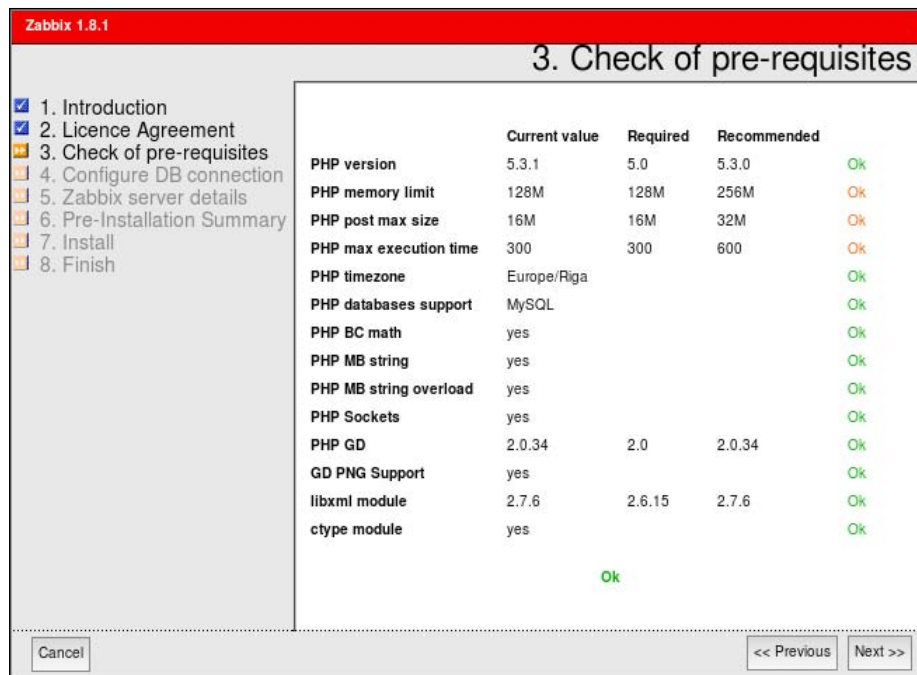 Zabbix 1.8.1
3. Check of pre-requisites
1. Introduction
2. Licence Agreement
3. Check of pre-requisites
4. Configure DB connection
5. Zabbix server details
6. Pre-Installation Summary
7. Install
8. Finish
Current value Required Recommended
PHP version 5.3.1 5.0 5.3.0 Ok
PHP memory limit 128M 128M 256M Ok
PHP post max size 16M 16M 32M Ok
PHP max execution time 300 300 600 Ok
PHP timezone Europe/Riga Ok
PHP databases support MySQL Ok
PHP BC math yes Ok
PHP MB string yes Ok
PHP MB string overload yes Ok
PHP Sockets yes Ok
PHP GD 2.0.34 2.0 2.0.34 Ok
GD PNG Support yes Ok
libxml module 2.7.6 2.6.15 2.7.6 Ok
ctype module yes Ok
Ok
Cancel << Previous Next >>